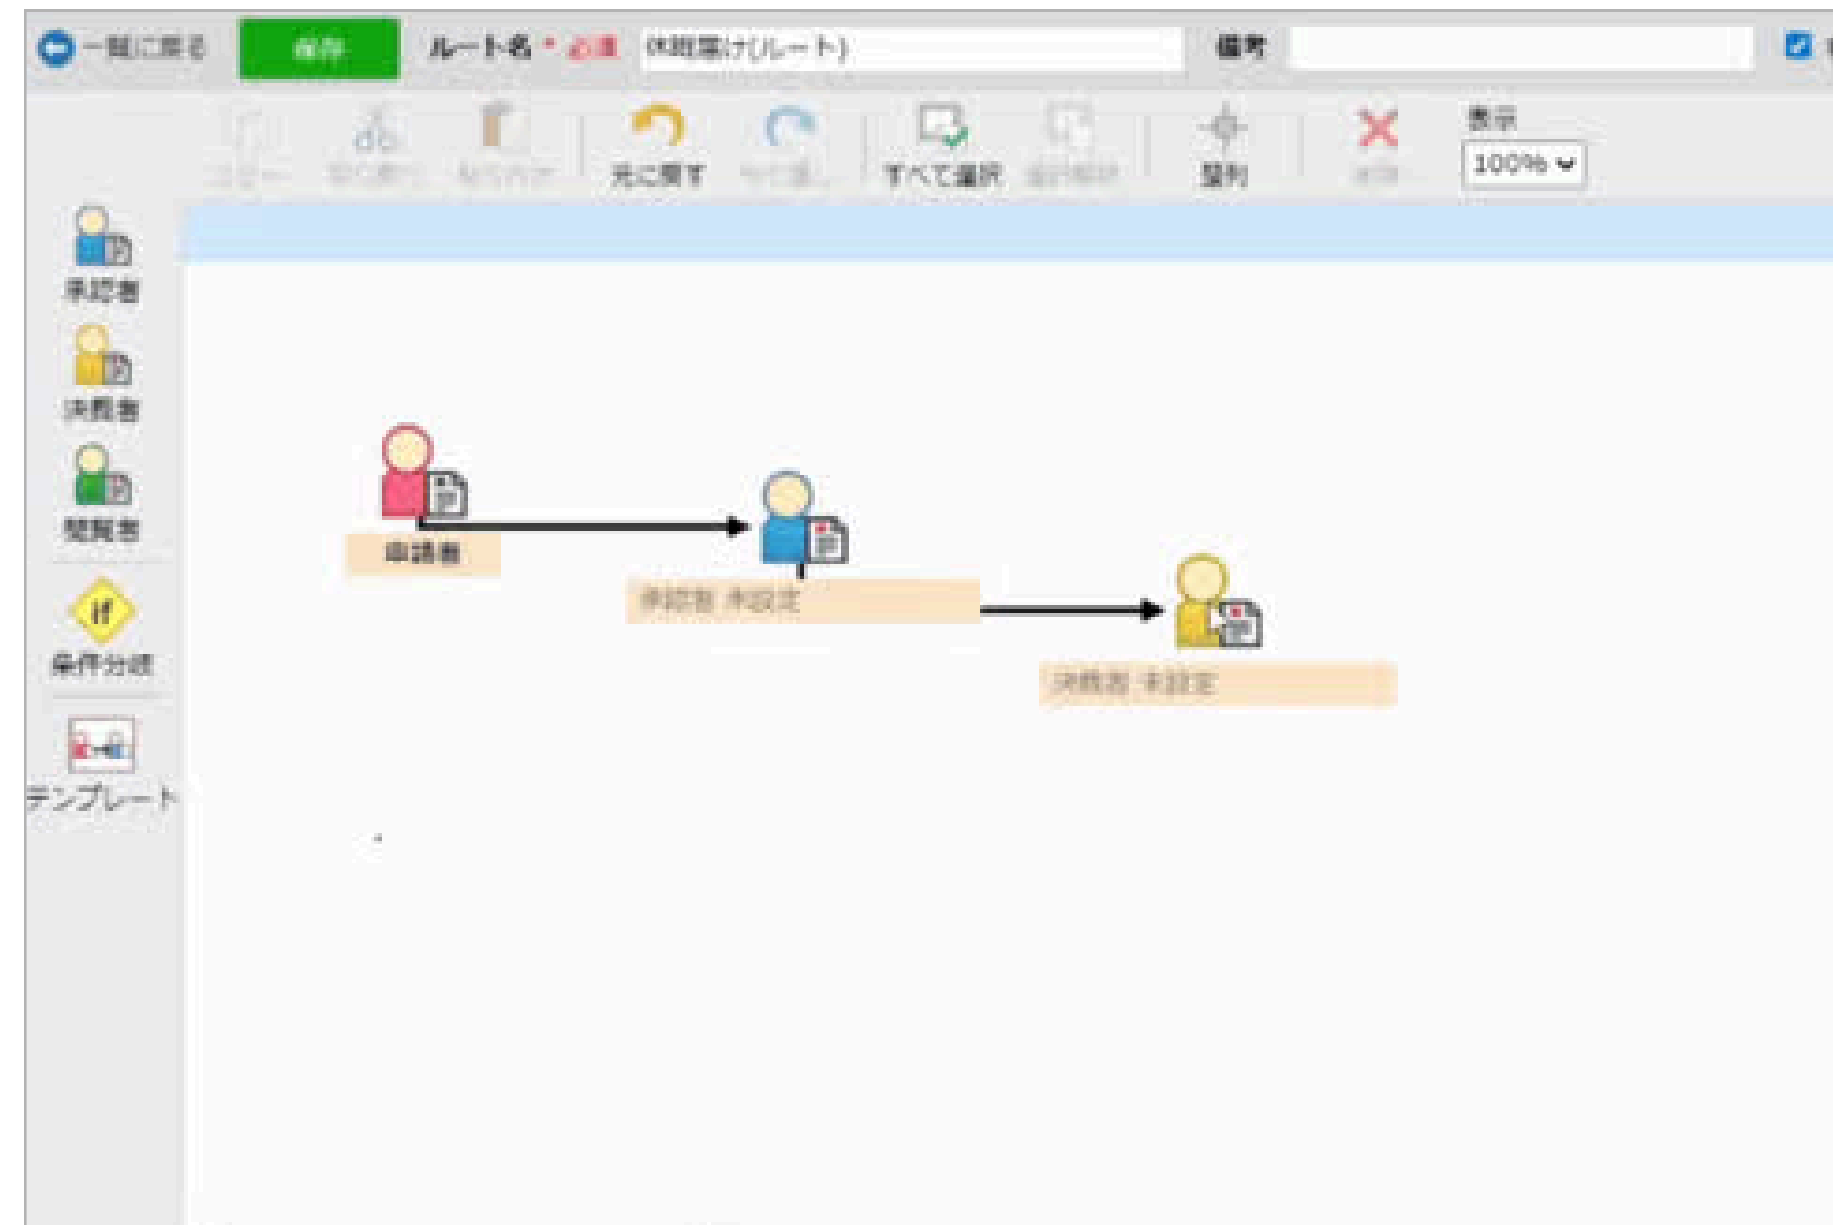 一覧に戻る 保存 ルート名 * 必須 休暇届け(ルート) 備考
元に戻す すべて選択 整列 削除 表示
100%
承認者
決裁者
閲覧者
if
条件分岐
テンプレート
申請者
承認者 未設定
決裁者 未設定